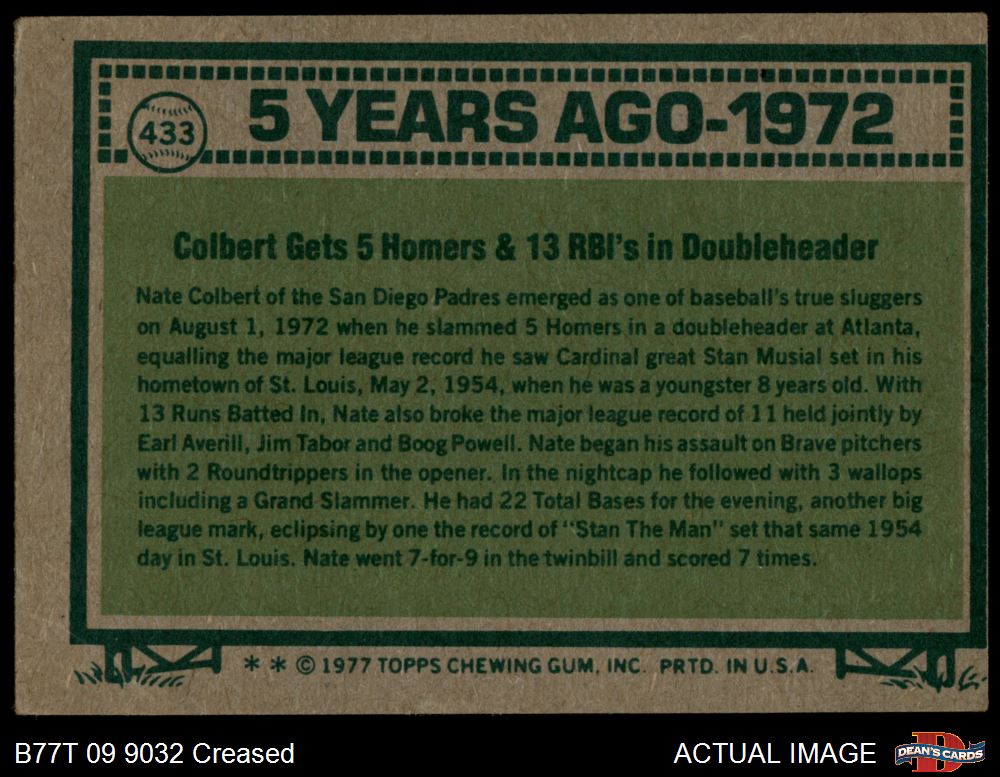 433
5 YEARS AGO-1972
Colbert Gets 5 Homers & 13 RBI's in Doubleheader
Nate Colbert of the San Diego Padres emerged as one of baseball's true sluggers
on August 1, 1972 when he slammed 5 Homers in a doubleheader at Atlanta,
equalling the major league record he saw Cardinal great Stan Musial set in his
hometown of St. Louis, May 2, 1954, when he was a youngster 8 years old. With
13 Runs Batted In, Nate also broke the major league record of 11 held jointly by
Earl Averill, Jim Tabor and Boog Powell. Nate began his assault on Brave pitchers
with 2 Roundtrippers in the opener. In the nightcap he followed with 3 wallops
including a Grand Slammer. He had 22 Total Bases for the evening, another big
league mark, eclipsing by one the record of "Stan The Man" set that same 1954
day in St. Louis. Nate went 7-for-9 in the twinbill and scored 7 times.
* * © 1977 TOPPS CHEWING GUM, INC. PRTD. IN U.S.A.
B77T 09 9032 Creased
ACTUAL IMAGE
DEAN'S CARDS